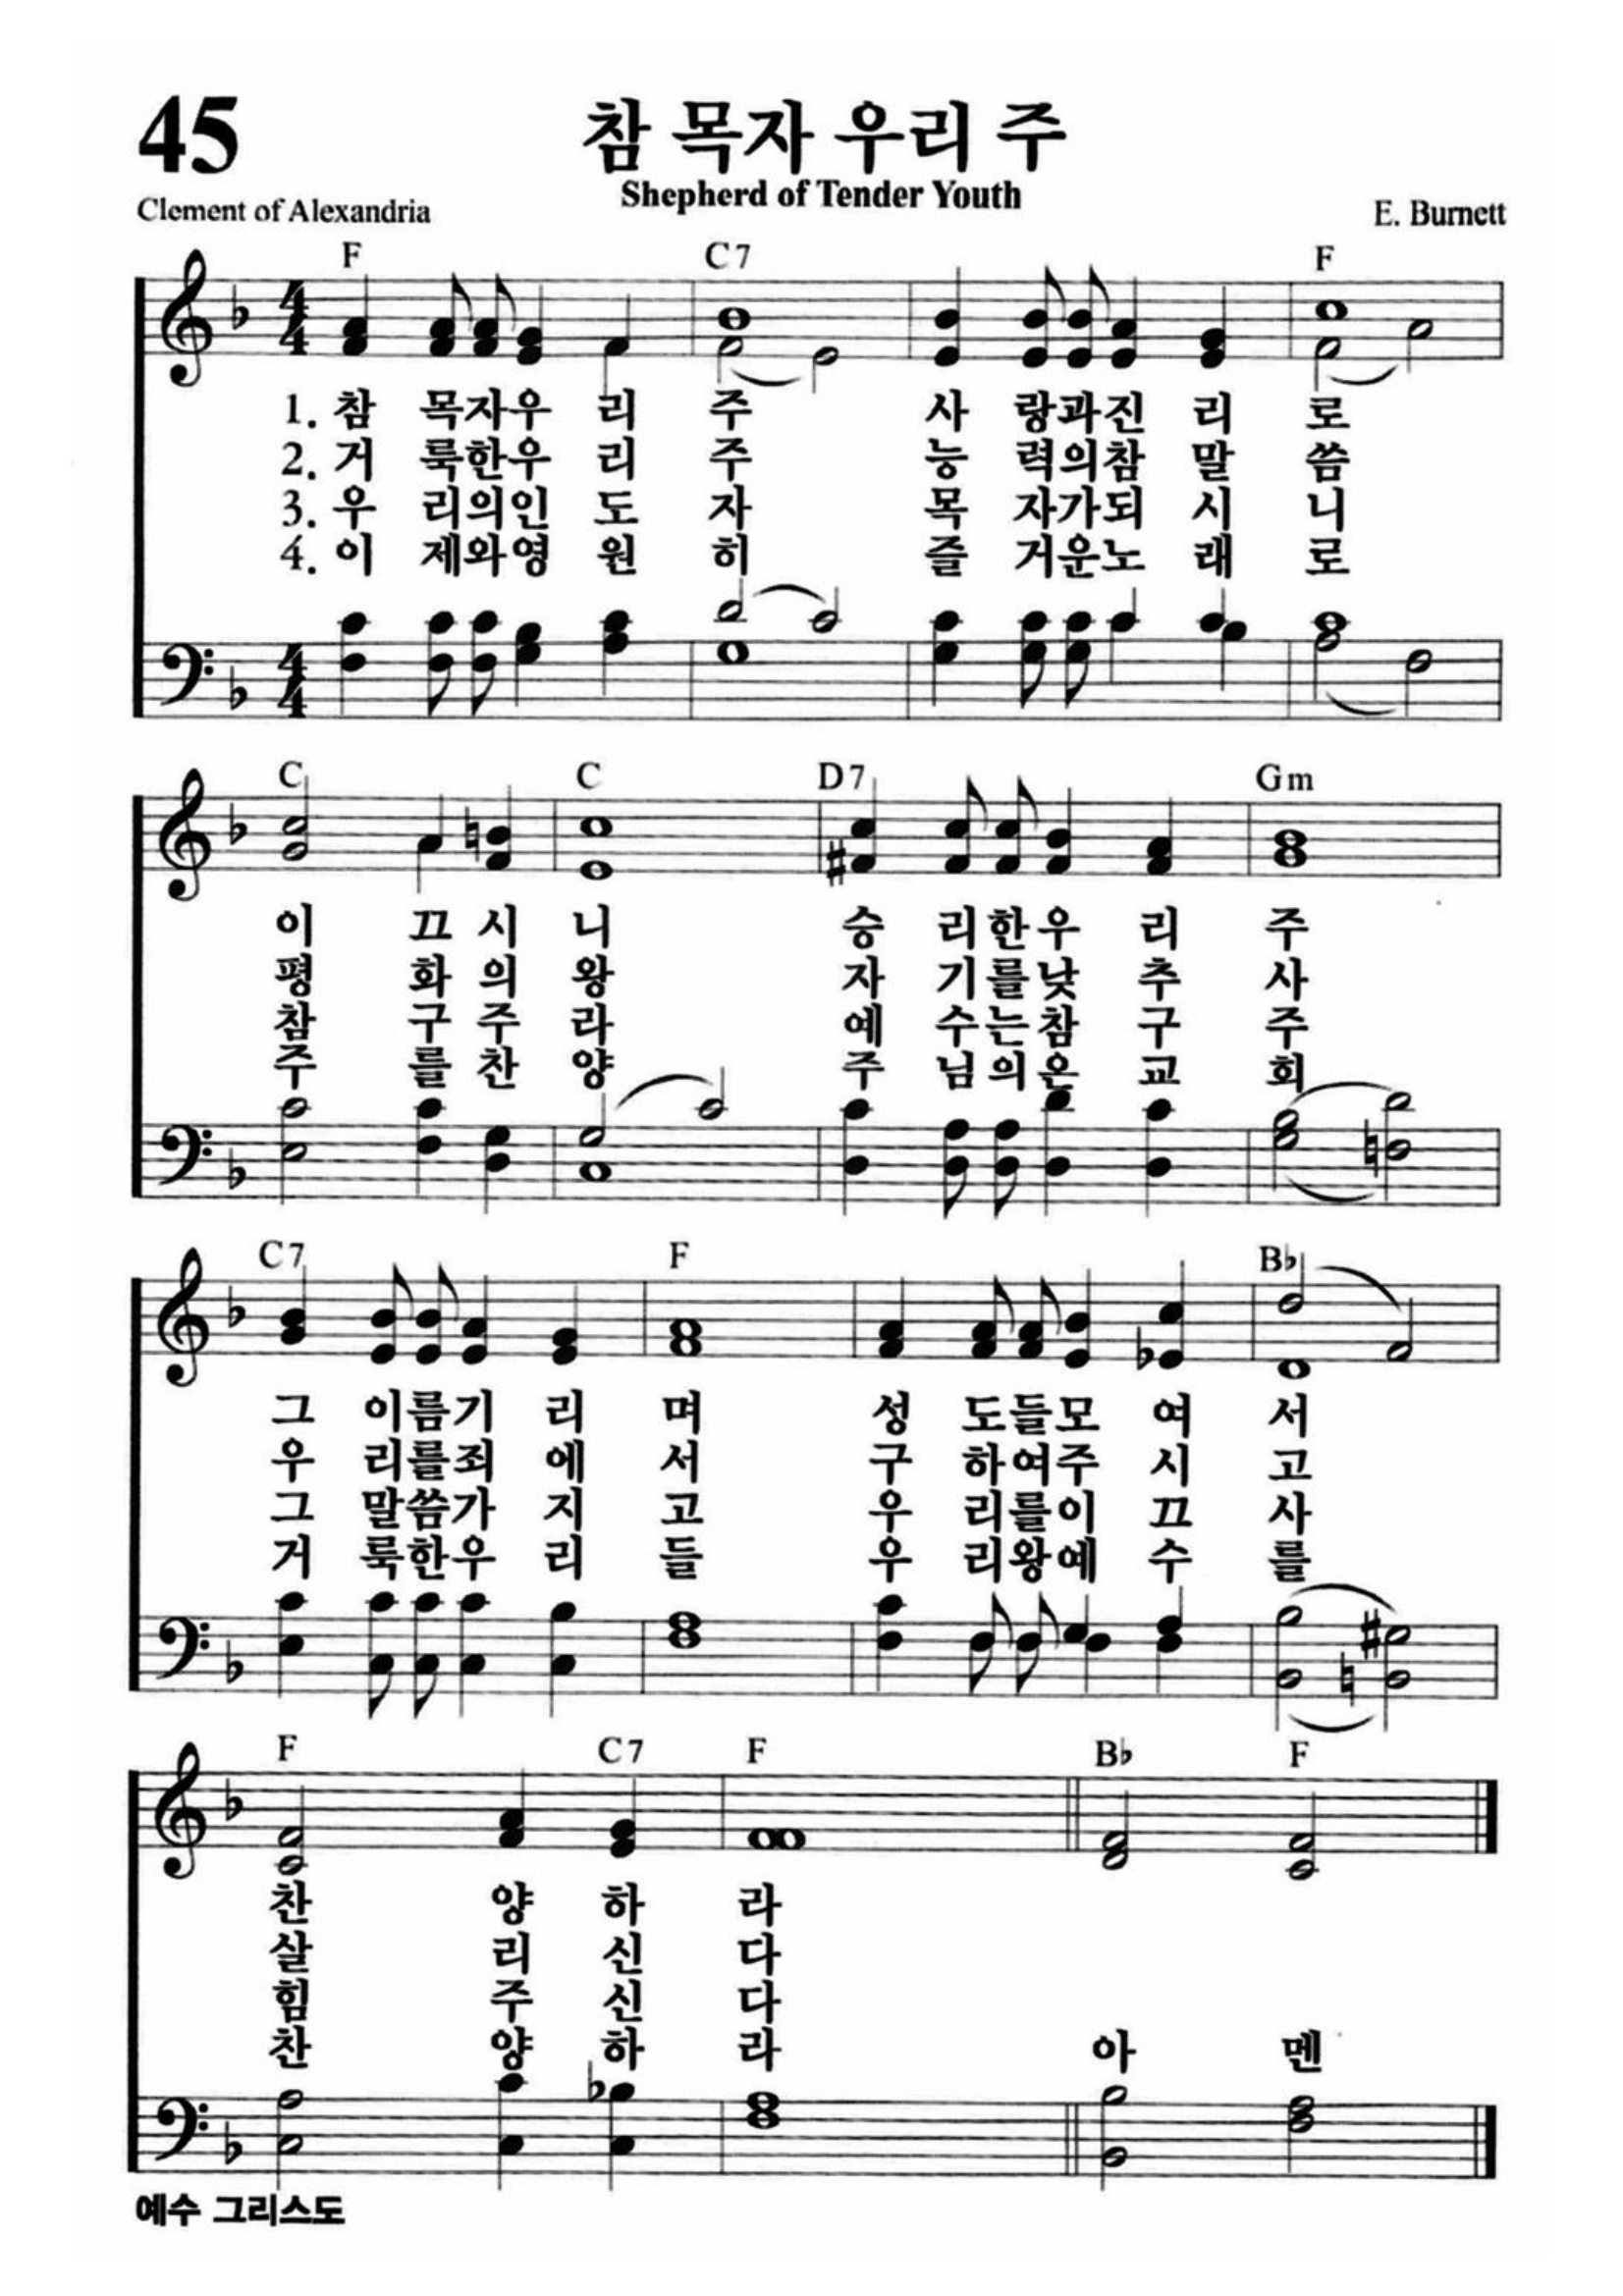 45
참 목자 우리 주
Shepherd of Tender Youth
Clement of Alexandria
E. Burnett
F C7 F
4 4
1. 참 목자우 리 주 사 랑과진 리 로
2. 거 룩한우 리 주 능 력의참 말 씀
3. 우 리의인 도 자 목 자가되 시 니
4. 이 제와영 원 히 즐 거운노 래 로
4 4
C C D7 Gm
이 끄 시 니 승 리한우 리 주
평 화 의 왕 자 기를낮 추 사
참 구 주 라 예 수는참 구 주
주 를 찬 양 주 님의은 교 회
C7 F B♭
그 이름기 리 며 성 도들모 여 서
우 리를죄 에 서 구 하여주 시 고
그 말씀가 지 고 우 리를이 끄 사
거 룩한우 리 들 우 리왕예 수 를
F C7 F B♭ F
찬 양 하 라
살 리 신 다
힘 주 신 다
찬 양 하 라 아 멘
예수 그리스도